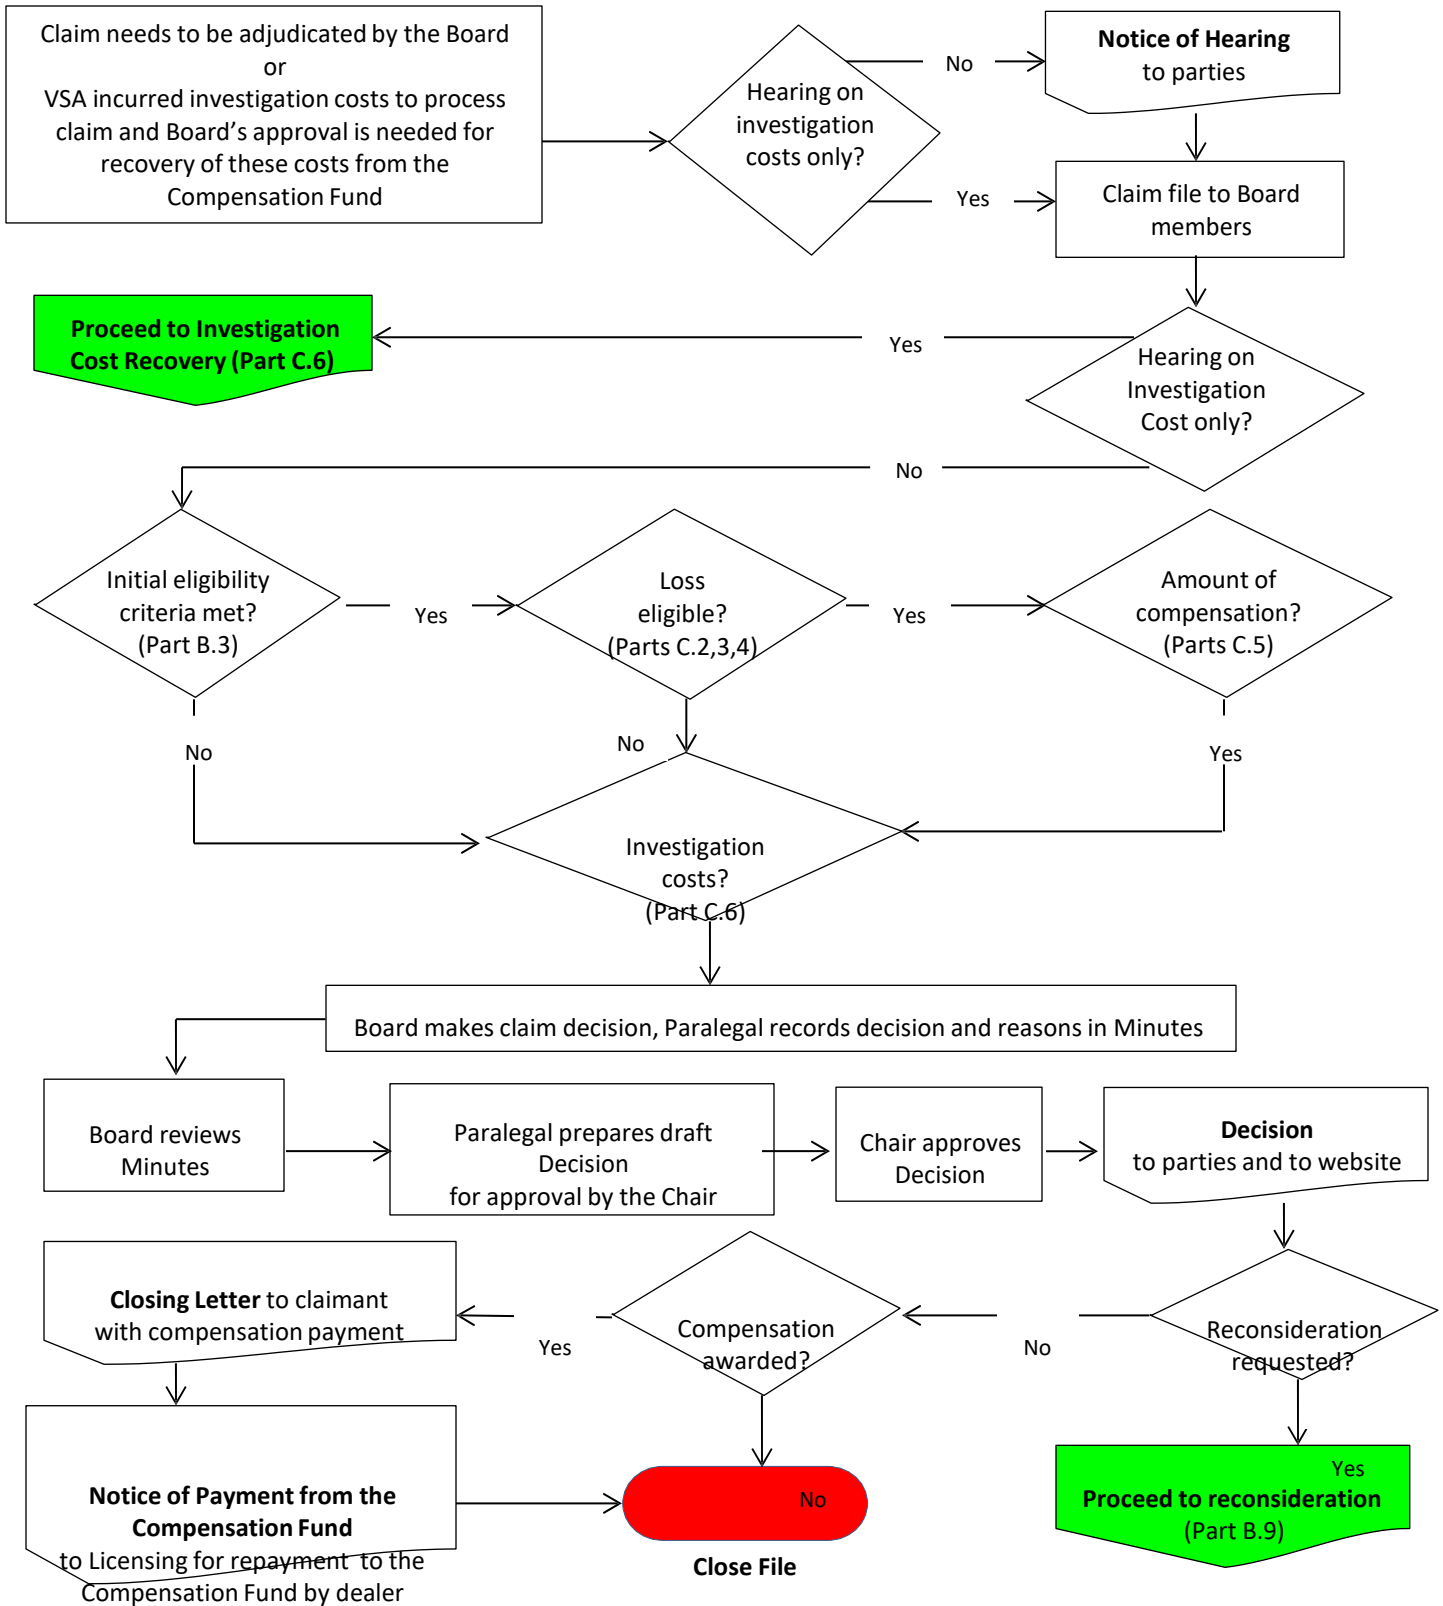 Claim needs to be adjudicated by the Board
or
VSA incurred investigation costs to process
claim and Board's approval is needed for
recovery of these costs from the
Compensation Fund
Hearing on
investigation
costs only?
No
Notice of Hearing
to parties
Yes
Claim file to Board
members
Proceed to Investigation
Cost Recovery (Part C.6)
Yes
Hearing on
Investigation
Cost only?
No
Initial eligibility
criteria met?
(Part B.3)
Yes
Loss
eligible?
(Parts C.2,3,4)
Yes
Amount of
compensation?
(Parts C.5)
No
No
Yes
Investigation
costs?
(Part C.6)
Board makes claim decision, Paralegal records decision and reasons in Minutes
Board reviews
Minutes
Paralegal prepares draft
Decision
for approval by the Chair
Chair approves
Decision
Decision
to parties and to website
Closing Letter to claimant
with compensation payment
Yes
Compensation
awarded?
No
Reconsideration
requested?
Notice of Payment from the
Compensation Fund
to Licensing for repayment to the
Compensation Fund by dealer
No
Close File
Yes
Proceed to reconsideration
(Part B.9)